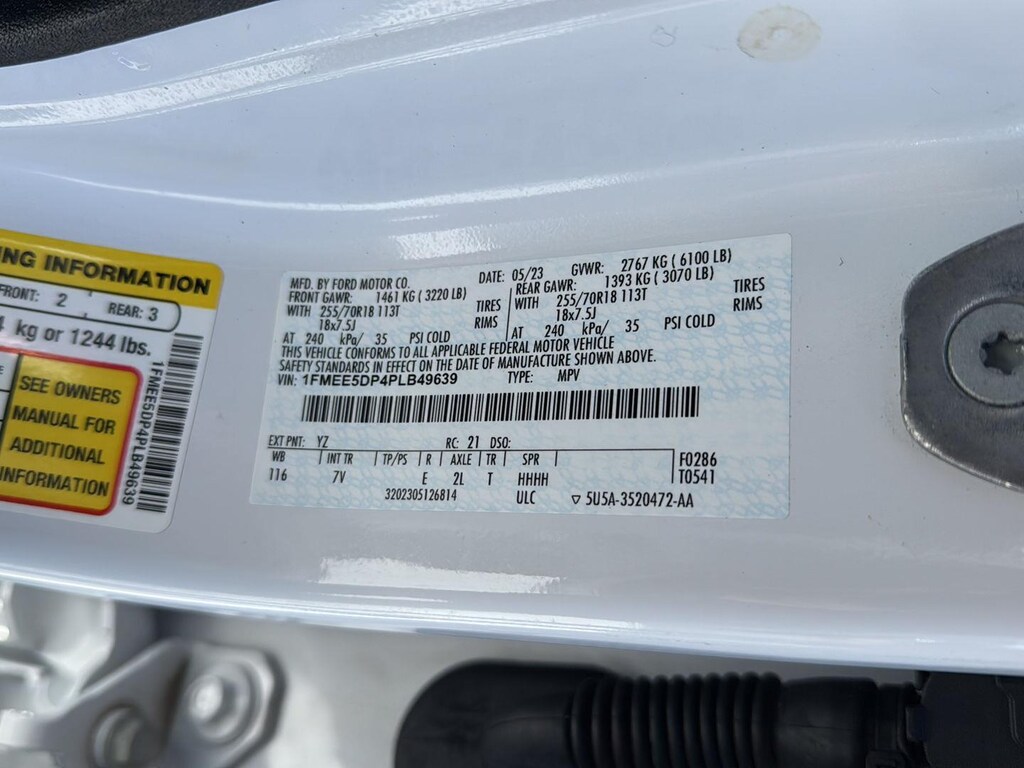 NG INFORMATION
FRONT: 2 REAR: 3
kg or 1244 lbs.
SEE OWNERS
MANUAL FOR
ADDITIONAL
INFORMATION
1FMEE5DP4PLB49639
MFD. BY FORD MOTOR CO. DATE: 05/23 GVWR: 2767 KG ( 6100 LB)
FRONT GAWR: 1461 KG ( 3220 LB) REAR GAWR: 1393 KG ( 3070 LB)
WITH 255/70R18 113T TIRES WITH 255/70R18 113T TIRES
18x7.5J RIMS 18x7.5J RIMS
AT 240 kPa/ 35 PSI COLD AT 240 kPa/ 35 PSI COLD
THIS VEHICLE CONFORMS TO ALL APPLICABLE FEDERAL MOTOR VEHICLE
SAFETY STANDARDS IN EFFECT ON THE DATE OF MANUFACTURE SHOWN ABOVE.
VIN: 1FMEE5DP4PLB49639 TYPE: MPV
EXT PNT: YZ RC: 21 DSO:
WB INT TR TP/PS R AXLE TR SPR F0286
116 7V E 2L T HHHH T0541
3202305126814 ULC ▽ 5U5A-3520472-AA